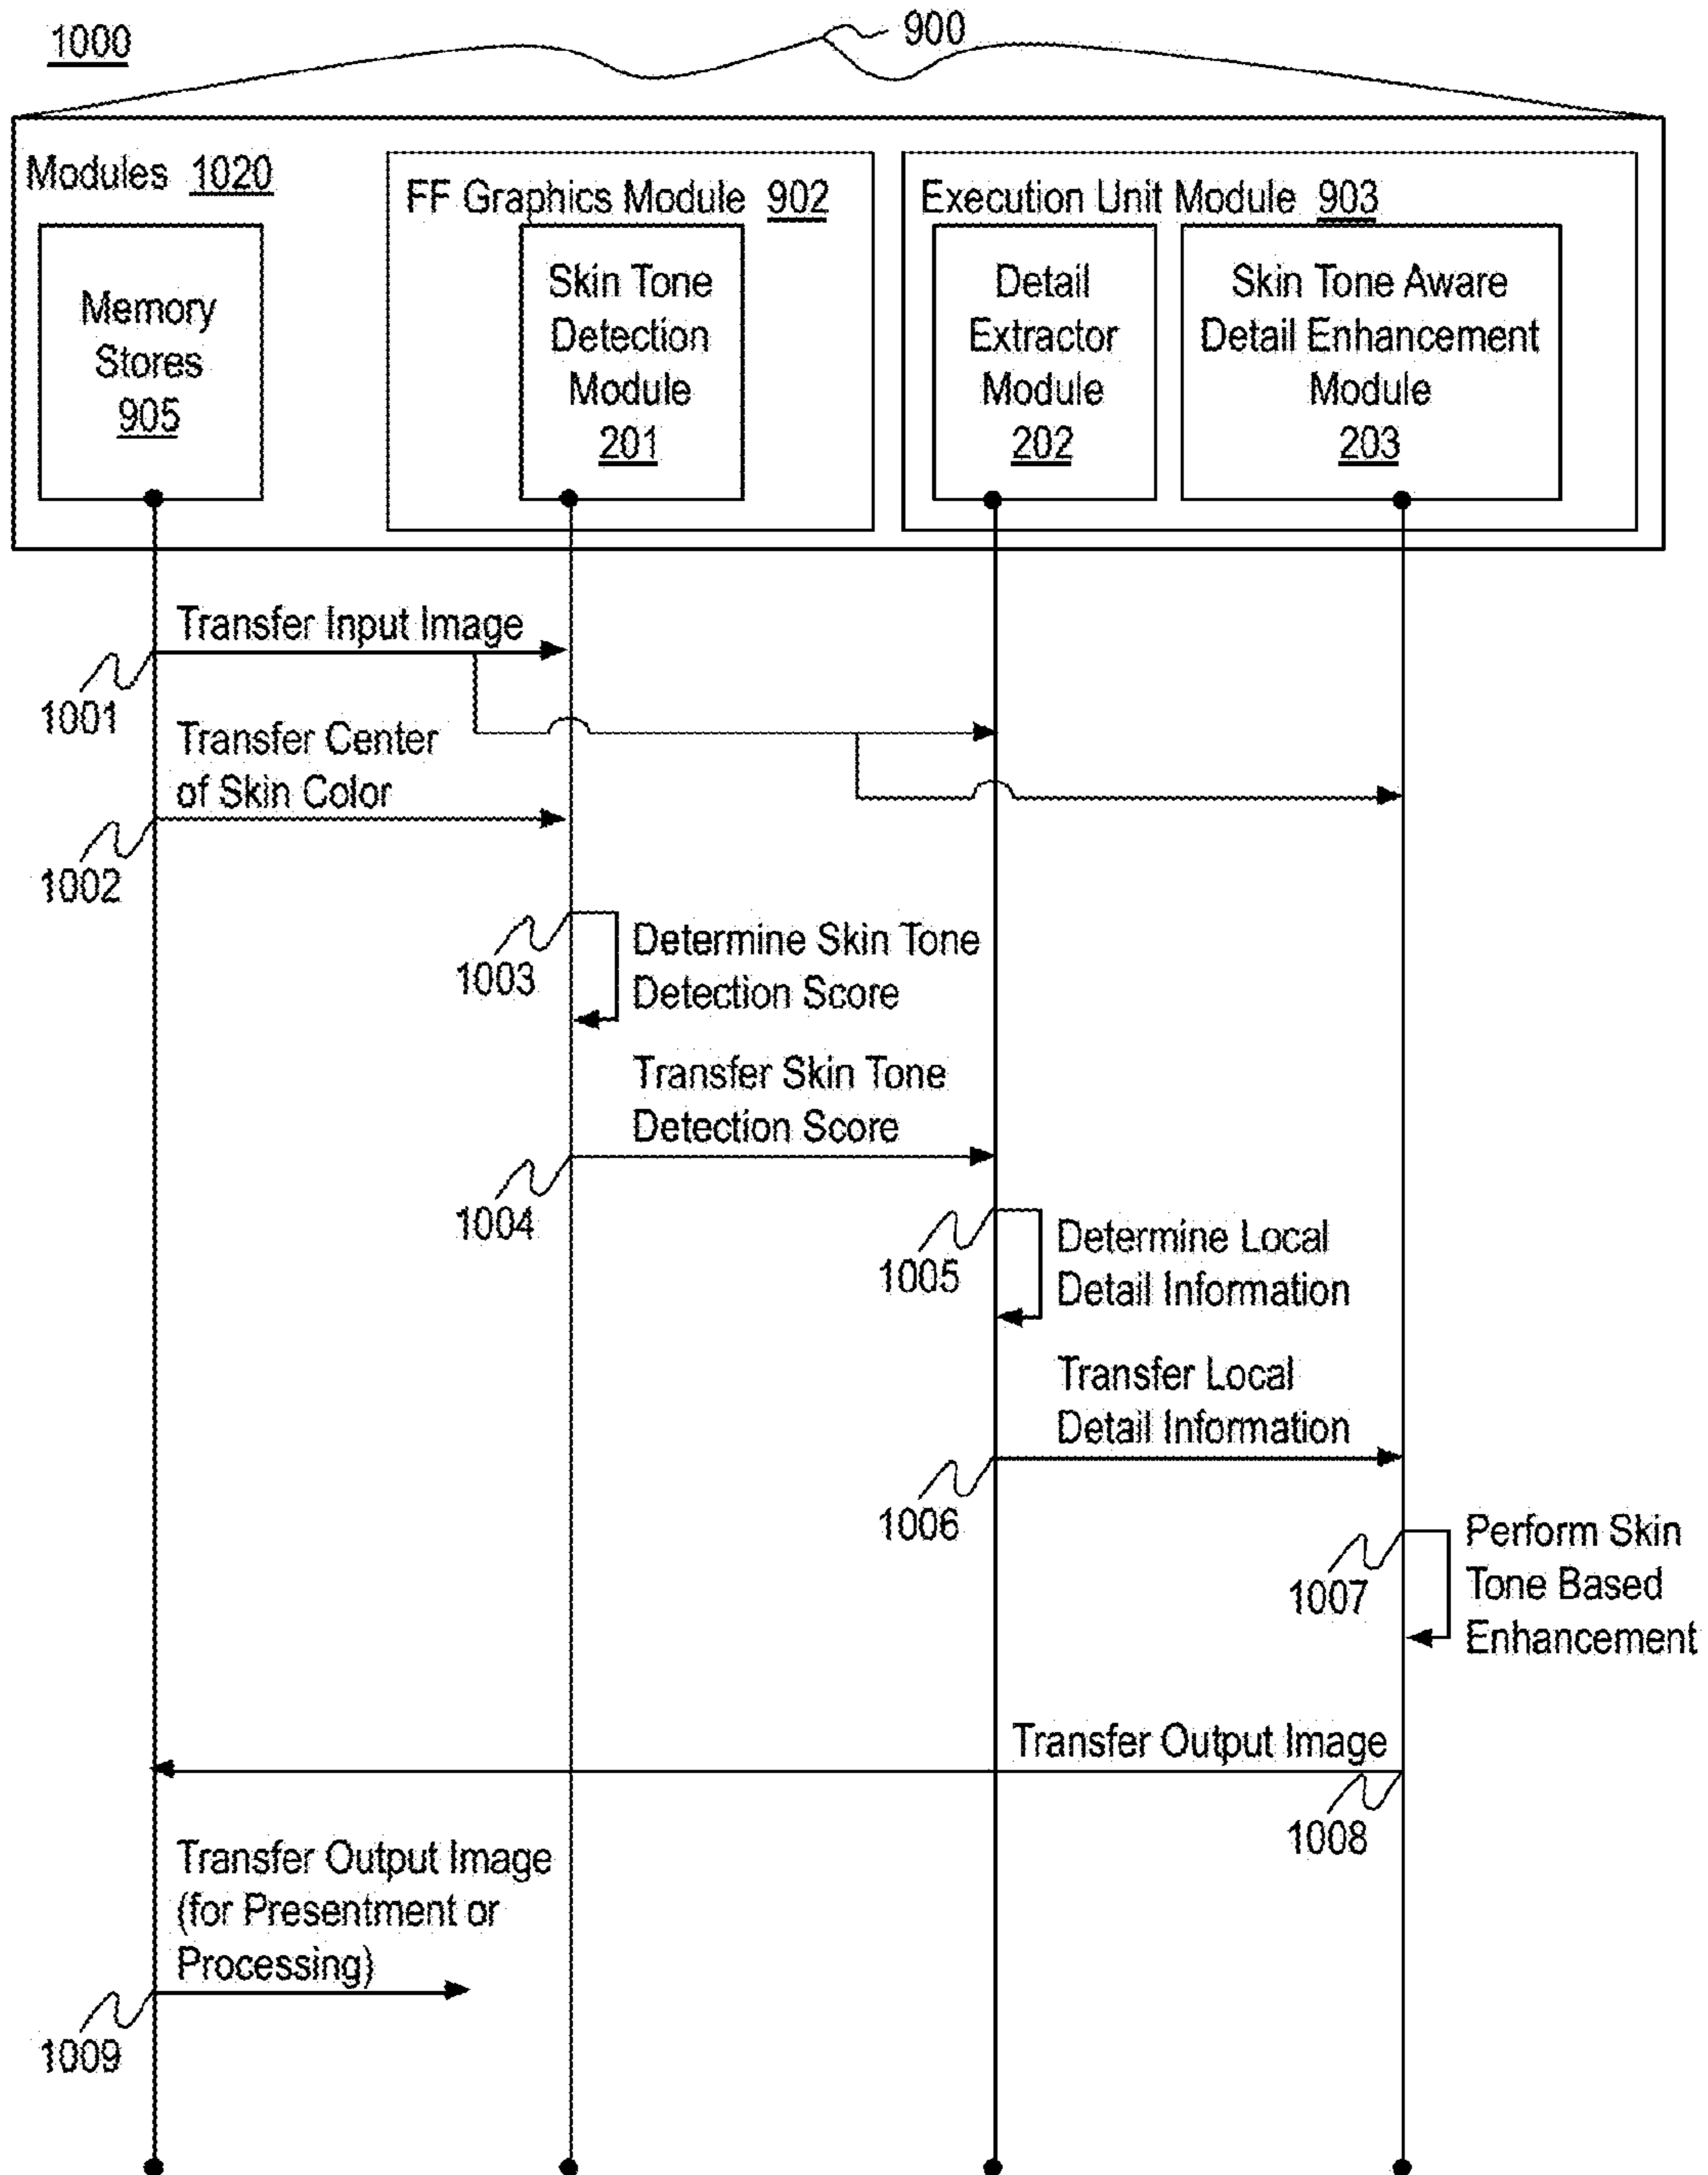 1000
900
Modules 1020
FF Graphics Module 902
Execution Unit Module 903
Memory
Stores
905
Skin Tone
Detection
Module
201
Detail
Extractor
Module
202
Skin Tone Aware
Detail Enhancement
Module
203
Transfer Input Image
1001
Transfer Center
of Skin Color
1002
1003
Determine Skin Tone
Detection Score
Transfer Skin Tone
Detection Score
1004
1005
Determine Local
Detail Information
Transfer Local
Detail Information
1006
1007
Perform Skin
Tone Based
Enhancement
Transfer Output Image
1008
Transfer Output Image
(for Presentment or
Processing)
1009